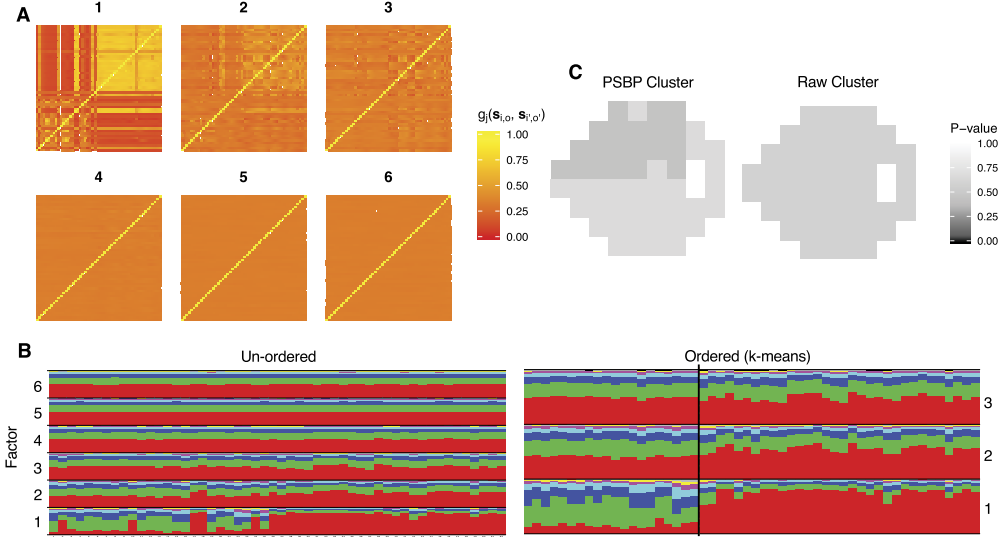 A
1
2
3
g_j(s_{i,o}, s_{i',o'})
1.00
0.75
0.50
0.25
0.00
4
5
6
C
PSBP Cluster
Raw Cluster
P−value
1.00
0.75
0.50
0.25
0.00
B
Un-ordered
Factor
6
5
4
3
2
1
Ordered (k-means)
3
2
1